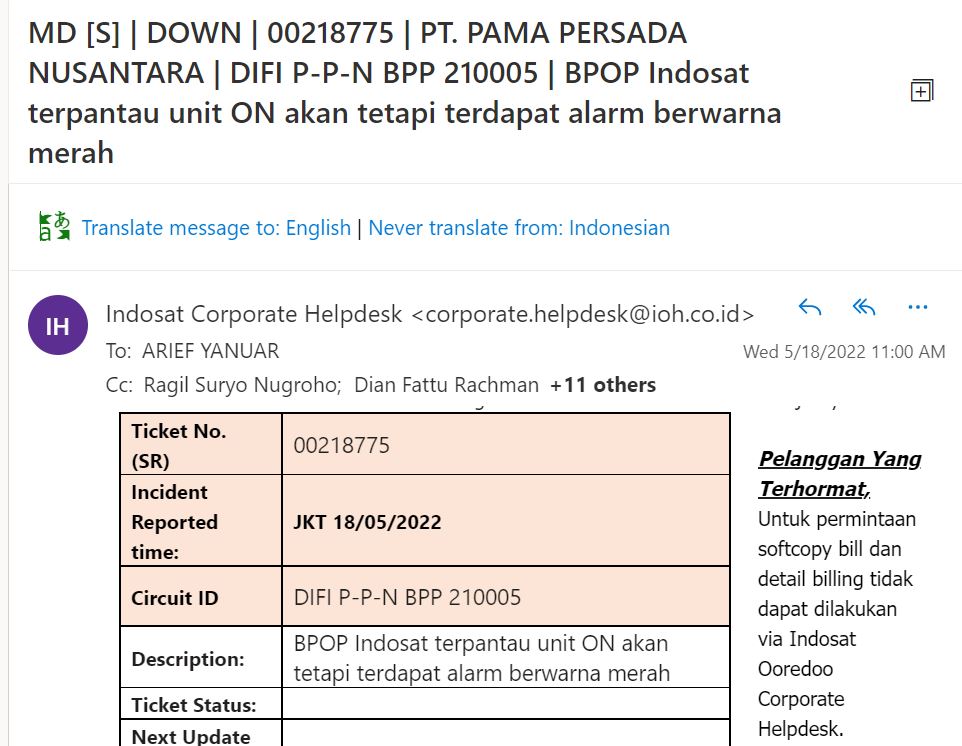 MD [S] | DOWN | 00218775 | PT. PAMA PERSADA
NUSANTARA | DIFI P-P-N BPP 210005 | BPOP Indosat
terpantau unit ON akan tetapi terdapat alarm berwarna
merah
Translate message to: English | Never translate from: Indonesian
IH
Indosat Corporate Helpdesk <corporate.helpdesk@ioh.co.id>
To: ARIEF YANUAR
Wed 5/18/2022 11:00 AM
Cc: Ragil Suryo Nugroho; Dian Fattu Rachman +11 others
Ticket No.
(SR)
00218775
Incident
Reported
time:
JKT 18/05/2022
Circuit ID
DIFI P-P-N BPP 210005
Description:
BPOP Indosat terpantau unit ON akan
tetapi terdapat alarm berwarna merah
Ticket Status:
Next Update
Pelanggan Yang
Terhormat,
Untuk permintaan
softcopy bill dan
detail billing tidak
dapat dilakukan
via Indosat
Ooredoo
Corporate
Helpdesk.